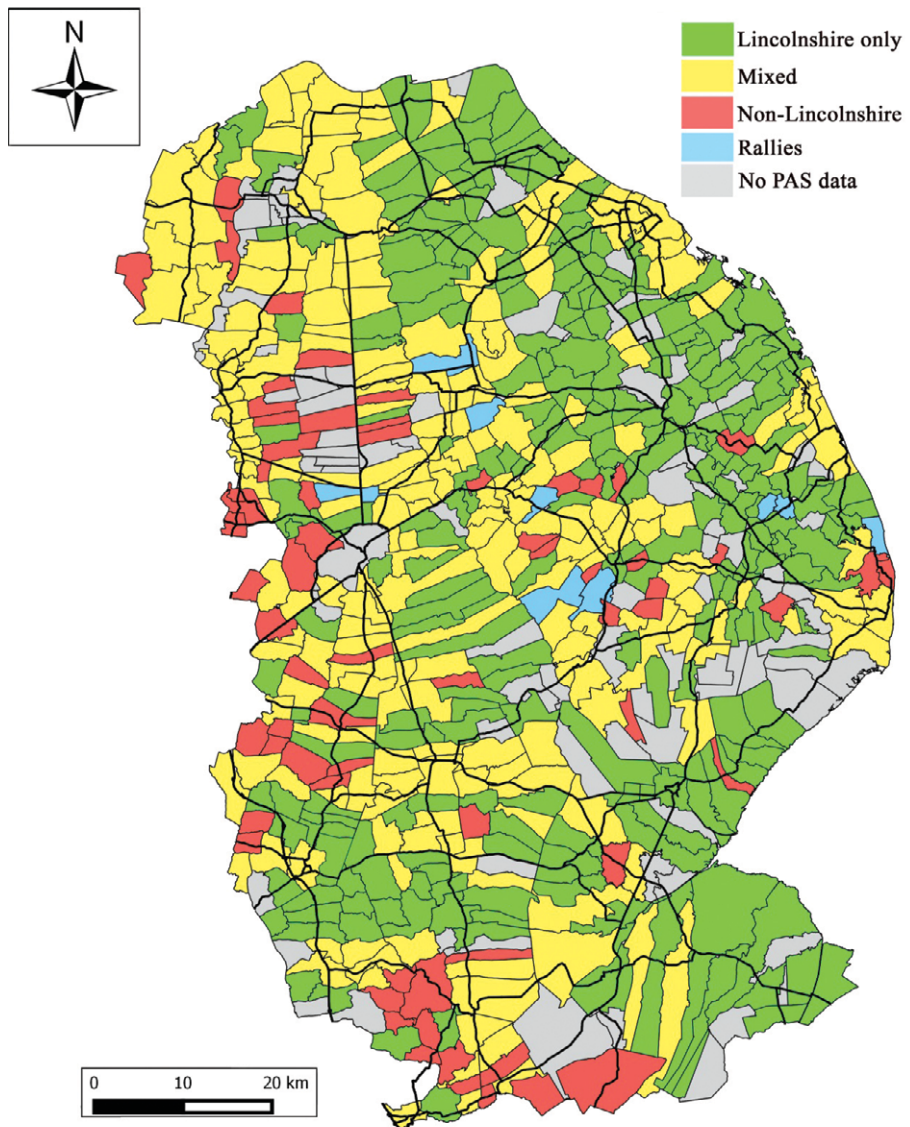 N
Lincolnshire only
Mixed
Non-Lincolnshire
Rallies
No PAS data
0 10 20 km